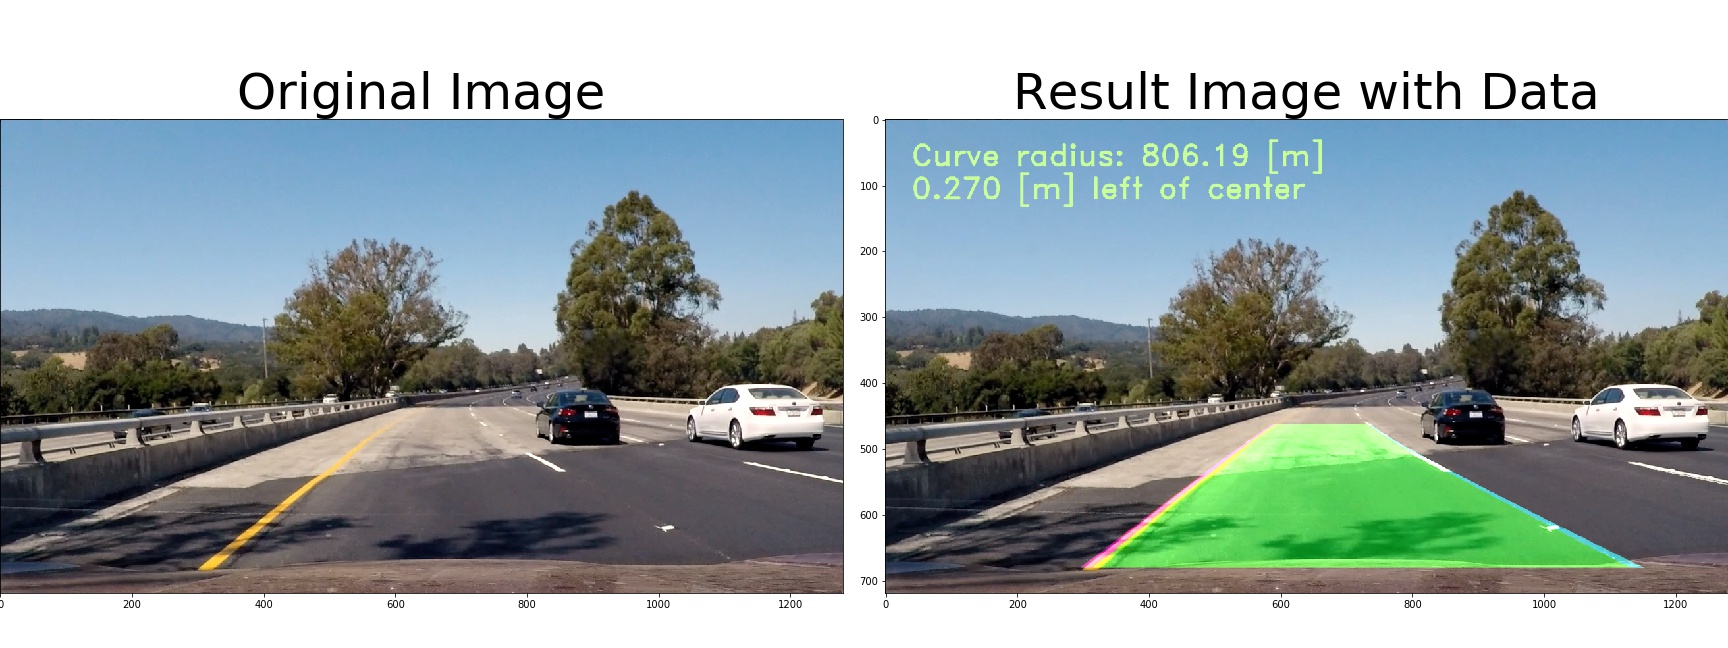 Original Image
Result Image with Data
Curve radius: 806.19 [m]
0.270 [m] left of center
0
100
200
300
400
500
600
700
0 200 400 600 800 1000 1200
0 200 400 600 800 1000 1200